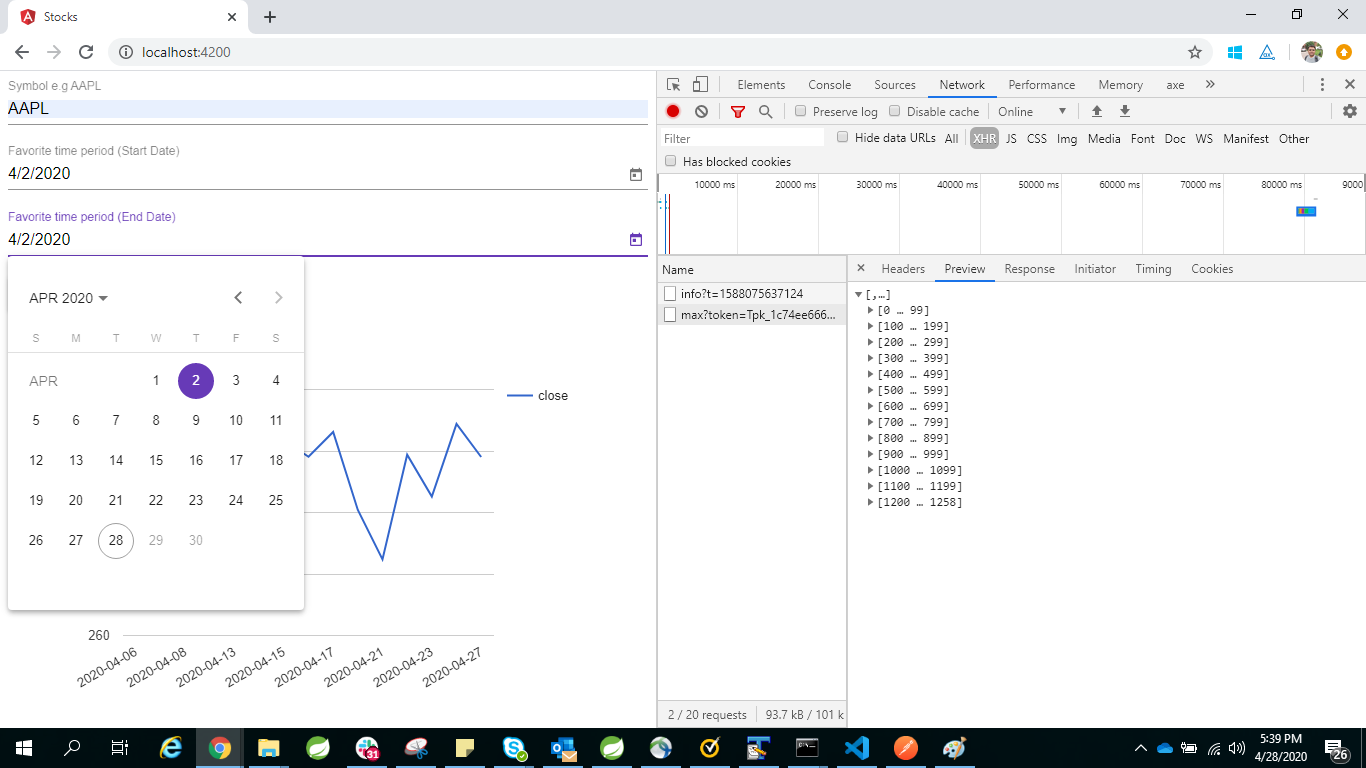 Stocks
localhost:4200
Symbol e.g AAPL
AAPL
Favorite time period (Start Date)
4/2/2020
Favorite time period (End Date)
4/2/2020
APR 2020
S M T W T F S
APR 1 2 3 4
5 6 7 8 9 10 11
12 13 14 15 16 17 18
19 20 21 22 23 24 25
26 27 28 29 30
close
260
2020-04-06 2020-04-08 2020-04-13 2020-04-15 2020-04-17 2020-04-21 2020-04-23 2020-04-27
Elements Console Sources Network Performance Memory axe
Preserve log Disable cache Online
Filter Hide data URLs All XHR JS CSS Img Media Font Doc WS Manifest Other
Has blocked cookies
10000 ms 20000 ms 30000 ms 40000 ms 50000 ms 60000 ms 70000 ms 80000 ms 9000
Name
info?t=1588075637124
max?token=Tpk_1c74ee666...
2 / 20 requests 93.7 kB / 101 k
Headers Preview Response Initiator Timing Cookies
[,…]
[0 … 99]
[100 … 199]
[200 … 299]
[300 … 399]
[400 … 499]
[500 … 599]
[600 … 699]
[700 … 799]
[800 … 899]
[900 … 999]
[1000 … 1099]
[1100 … 1199]
[1200 … 1258]
31
5:39 PM
4/28/2020
26